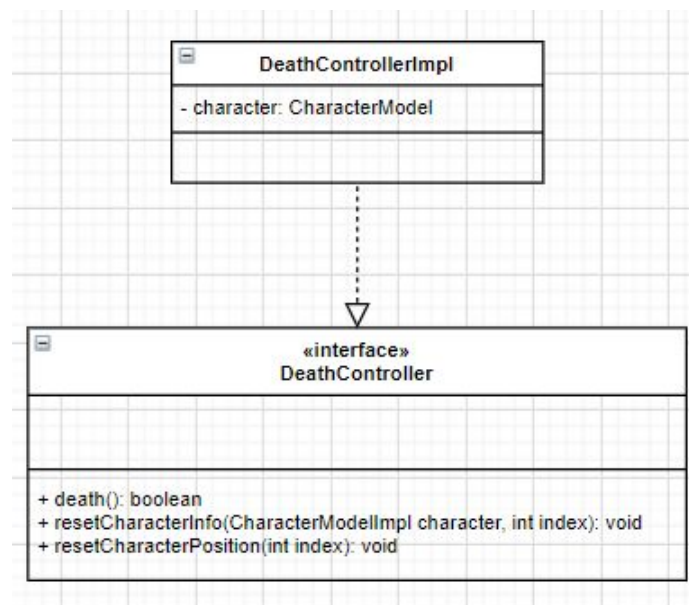 DeathControllerImpl
- character: CharacterModel
«interface»
DeathController
+ death(): boolean
+ resetCharacterInfo(CharacterModelImpl character, int index): void
+ resetCharacterPosition(int index): void